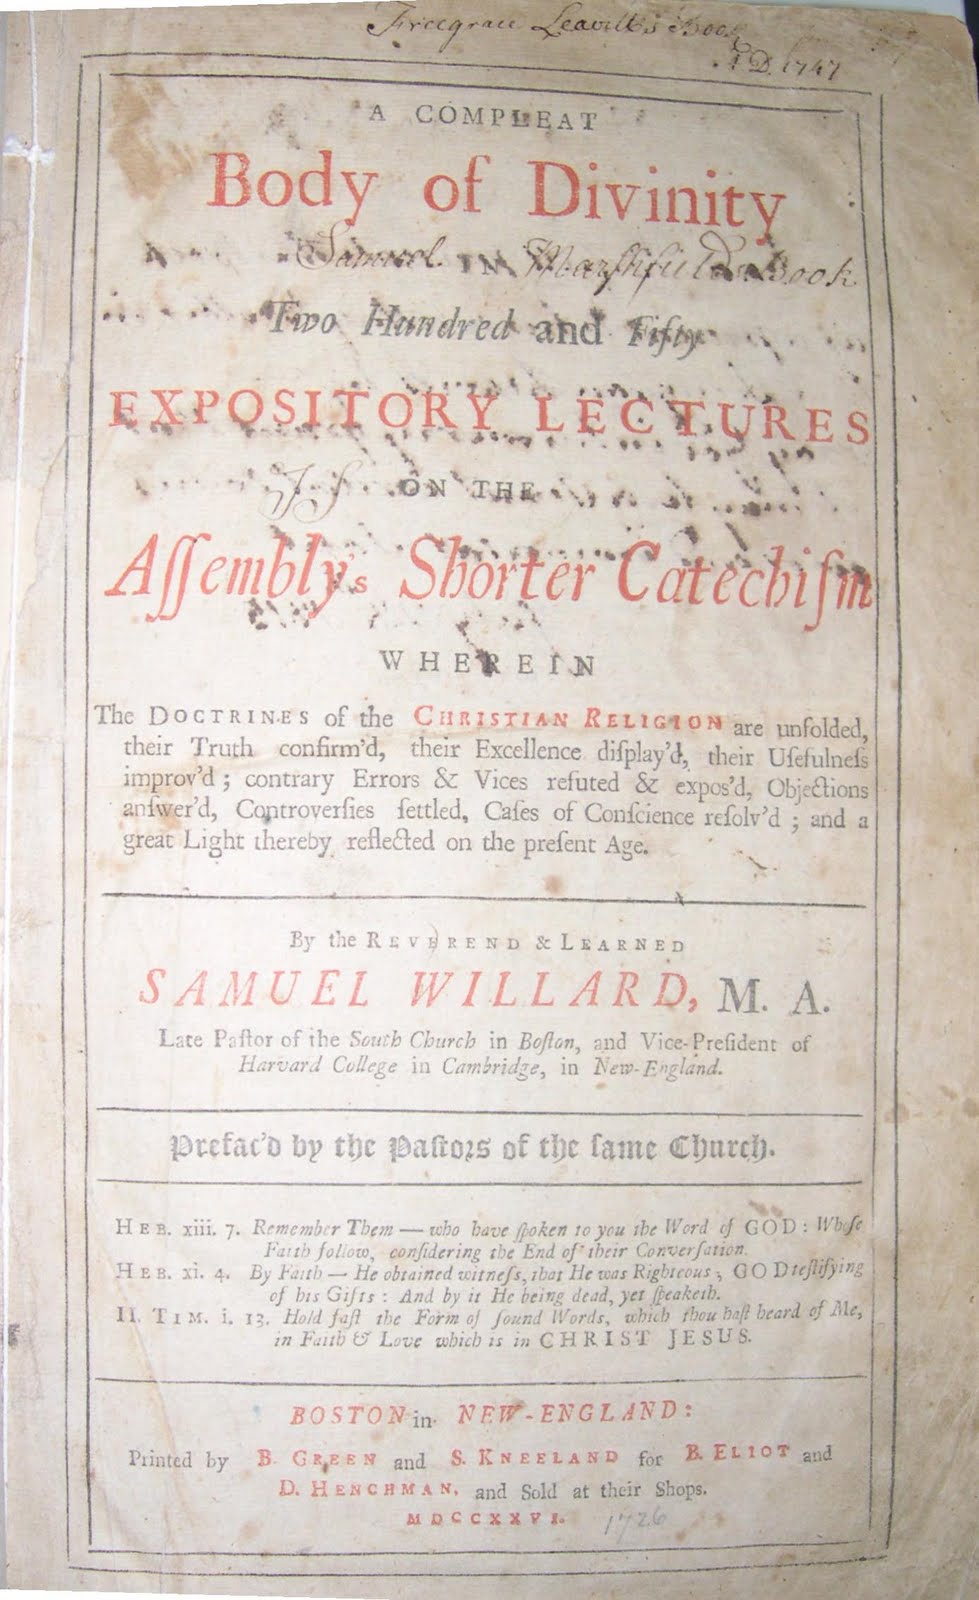 Freegrace Leavitt's Book
A D. 1747
A COMPLEAT
Body of Divinity
Samuel Marshfield's Book
IN
Two Hundred and Fifty
EXPOSITORY LECTURES
ON THE
Aſſembly's Shorter Catechiſm
WHEREIN
The DOCTRINES of the CHRISTIAN RELIGION are unfolded,
their Truth confirm'd, their Excellence diſplay'd, their Uſefulneſs
improv'd ; contrary Errors & Vices refuted & expos'd, Objections
anſwer'd, Controverſies ſettled, Caſes of Conſcience reſolv'd ; and a
great Light thereby reflected on the preſent Age.
By the REVEREND & LEARNED
SAMUEL WILLARD, M. A.
Late Paſtor of the South Church in Boſton, and Vice-Preſident of
Harvard College in Cambridge, in New-England.
Prefac'd by the Paſtors of the ſame Church.
HEB. xiii. 7. Remember Them — who have ſpoken to you the Word of GOD : Whoſe
Faith follow, conſidering the End of their Converſation.
HEB. xi. 4. By Faith — He obtained witneſs, that He was Righteous ; GOD teſtifying
of his Gifts : And by it He being dead, yet ſpeaketh.
II. TIM. i. 13. Hold faſt the Form of ſound Words, which thou haſt heard of Me,
in Faith & Love which is in CHRIST JESUS.
BOSTON in NEW-ENGLAND:
Printed by B. GREEN and S. KNEELAND for B. ELIOT and
D. HENCHMAN, and Sold at their Shops.
MDCCXXVI. 1726